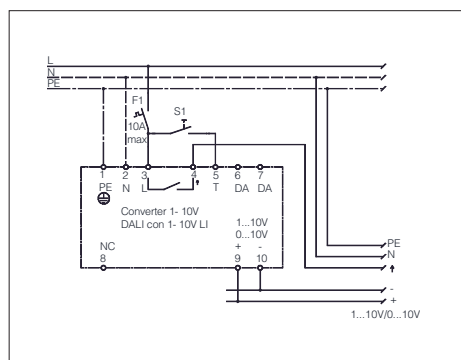 L
N
PE
F1
10A
max
S1
1 2 3 4 5 6 7
PE N L T DA DA
Converter 1- 10V
DALI con 1- 10V LI
1...10V
0...10V
NC + -
8 9 10
PE
N
-
+
1...10V/0...10V